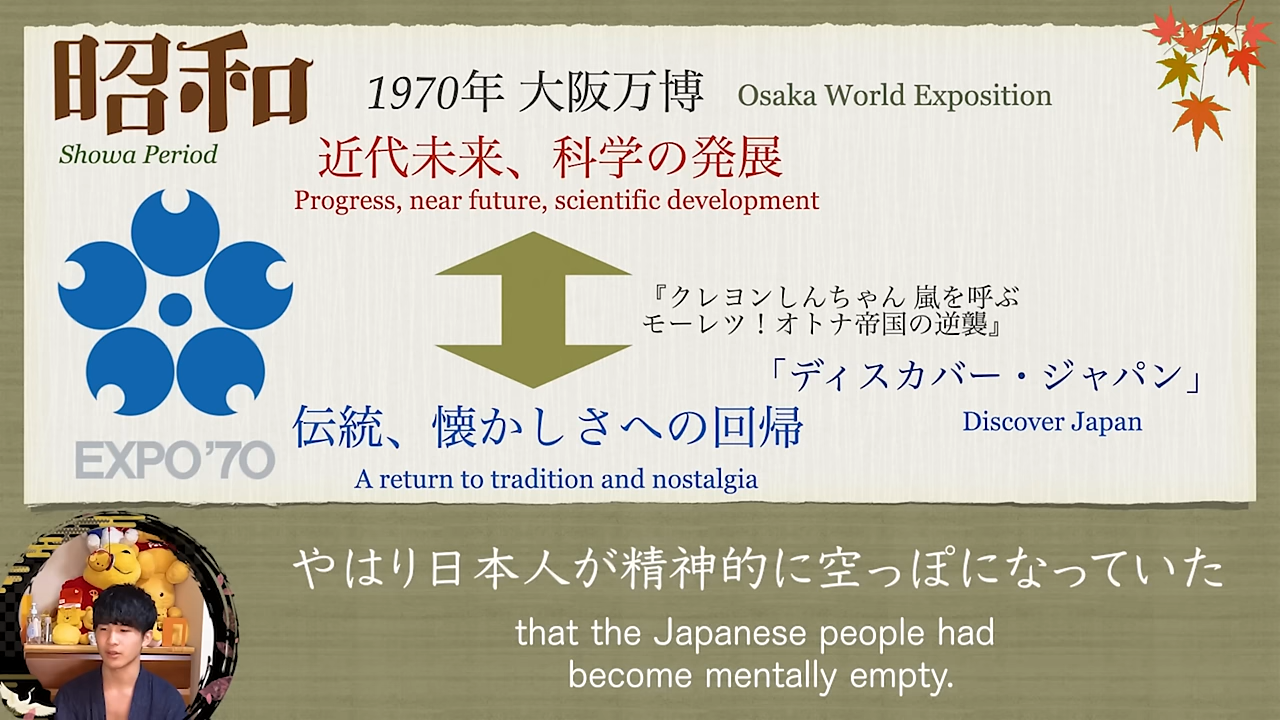 昭和
Showa Period
1970年 大阪万博 Osaka World Exposition
近代未来、科学の発展
Progress, near future, scientific development
『クレヨンしんちゃん 嵐を呼ぶ
モーレツ！オトナ帝国の逆襲』
「ディスカバー・ジャパン」
Discover Japan
伝統、懐かしさへの回帰
A return to tradition and nostalgia
EXPO'70
やはり日本人が精神的に空っぽになっていた
that the Japanese people had
become mentally empty.